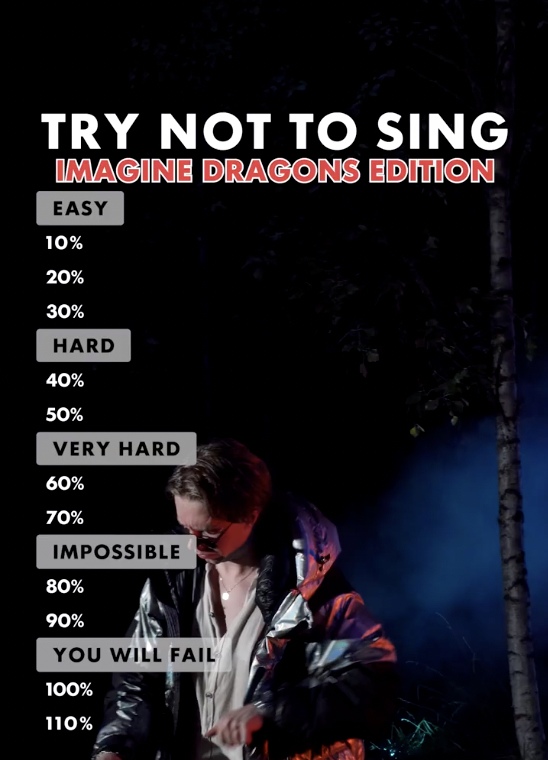 TRY NOT TO SING
IMAGINE DRAGONS EDITION
EASY
10%
20%
30%
HARD
40%
50%
VERY HARD
60%
70%
IMPOSSIBLE
80%
90%
YOU WILL FAIL
100%
110%